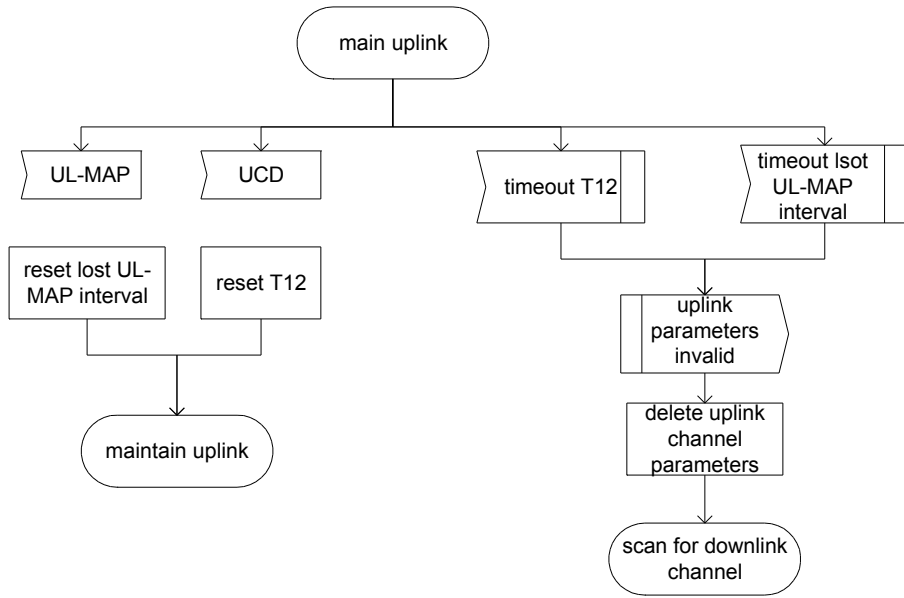 main uplink
UL-MAP
UCD
timeout T12
timeout lsot
UL-MAP
interval
reset lost UL-
MAP interval
reset T12
uplink
parameters
invalid
maintain uplink
delete uplink
channel
parameters
scan for downlink
channel